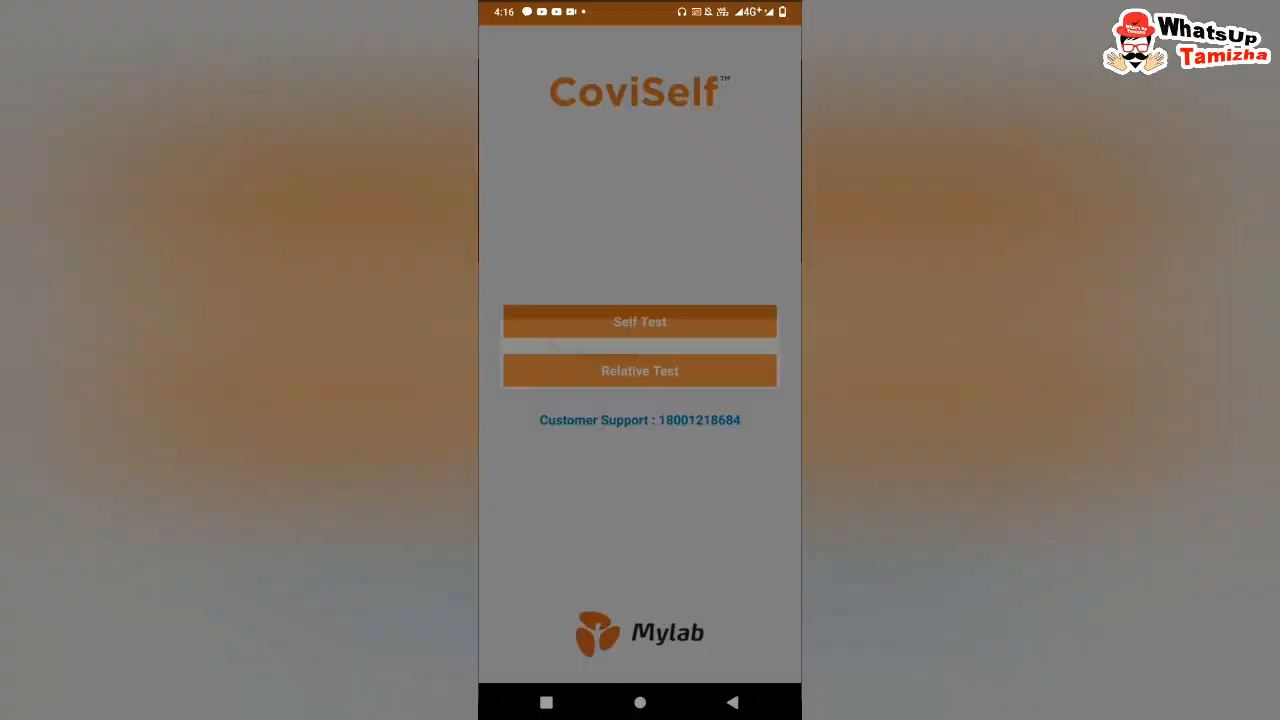 4:16
4G+
WhatsUp
Tamizha
CoviSelf™
Self Test
Relative Test
Customer Support : 18001218684
Mylab